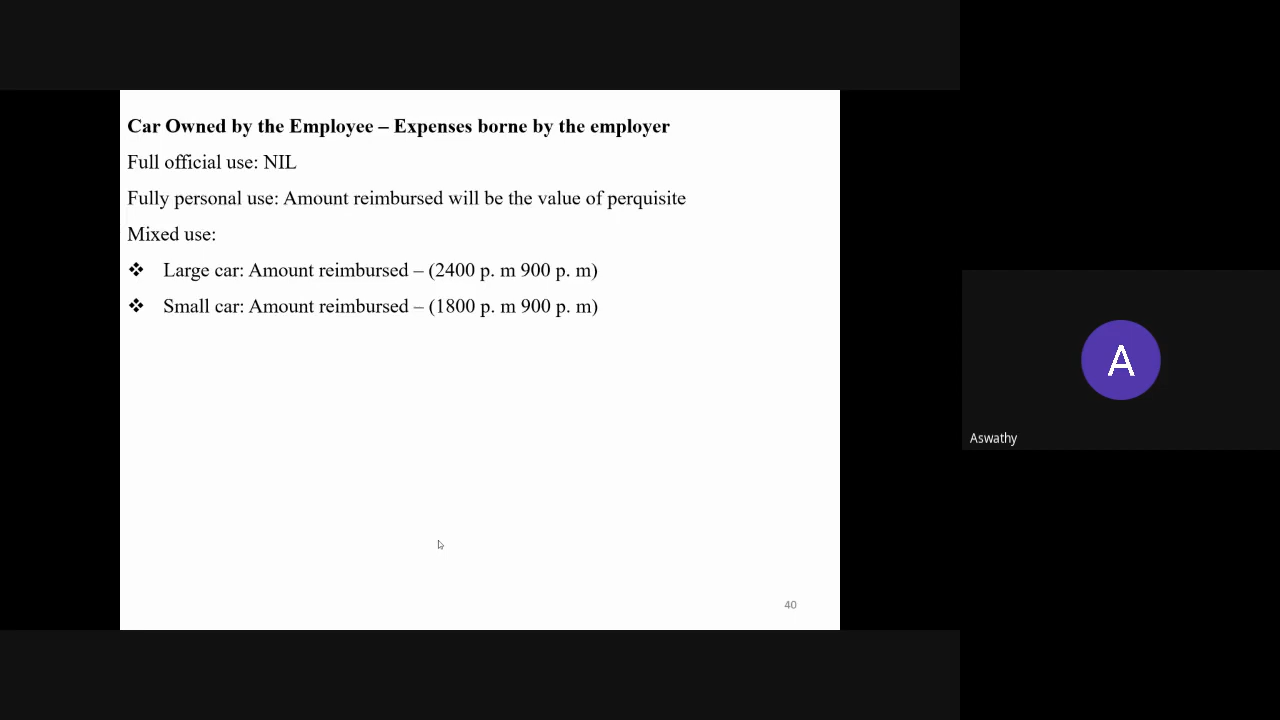 Car Owned by the Employee – Expenses borne by the employer
Full official use: NIL
Fully personal use: Amount reimbursed will be the value of perquisite
Mixed use:
❖ Large car: Amount reimbursed – (2400 p. m 900 p. m)
❖ Small car: Amount reimbursed – (1800 p. m 900 p. m)
A
Aswathy
40